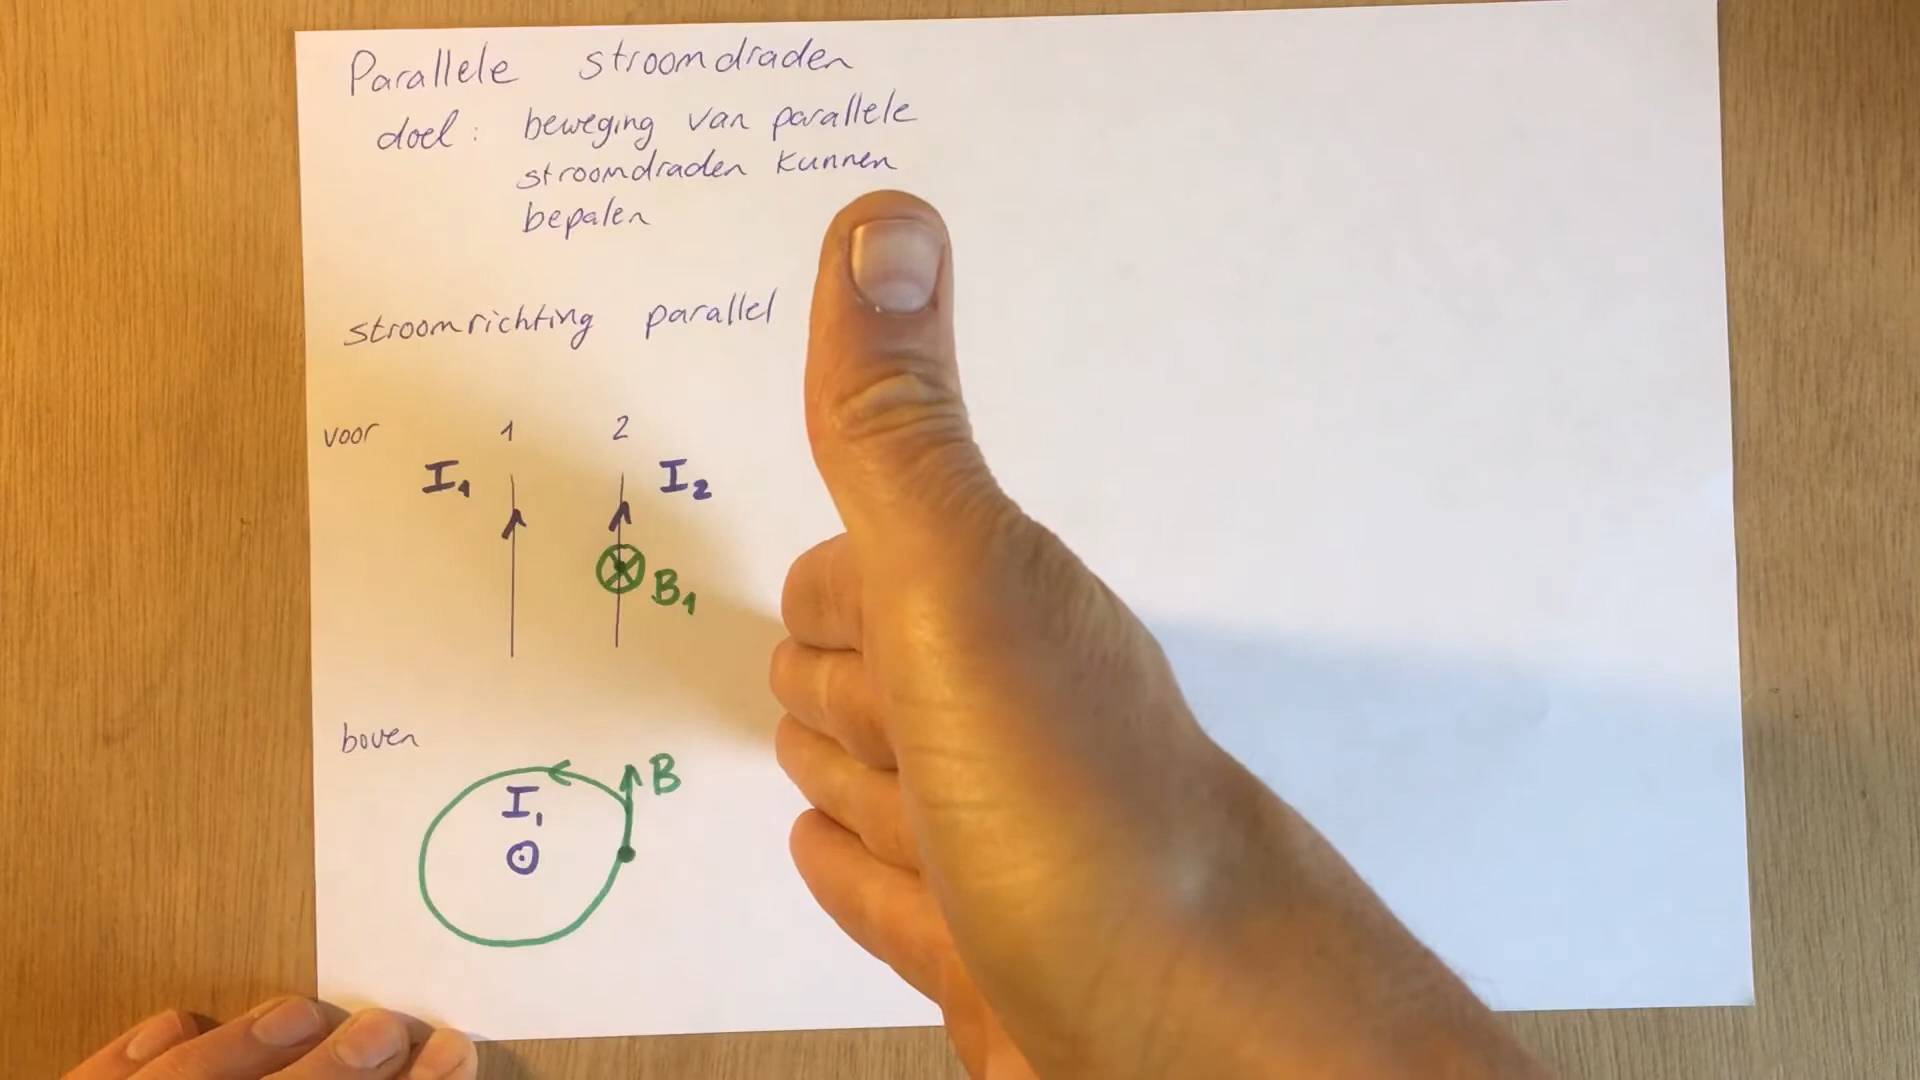 Parallele stroomdraden
doel: beweging van parallele
stroomdraden kunnen
bepalen
stroomrichting parallel
voor 1 2
I₁ I₂
B₁
boven
B
I₁